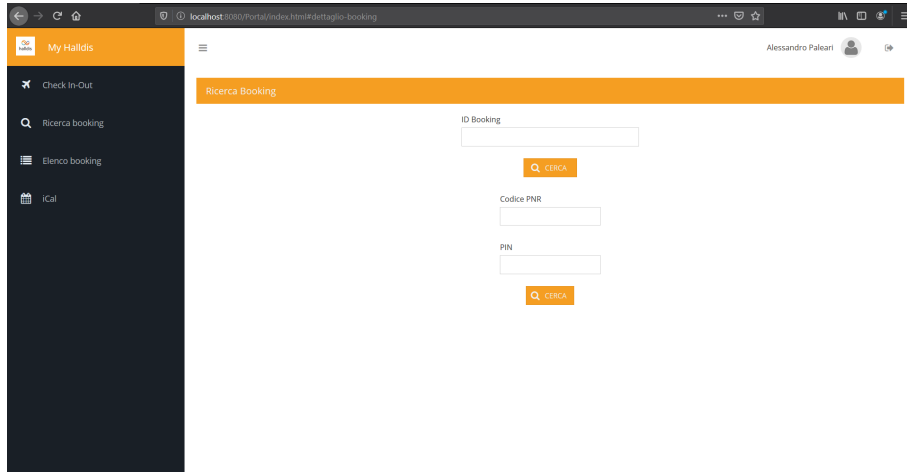 localhost:8080/Portal/index.html#dettaglio-booking
halldis
My Halldis
Alessandro Paleari
Check In-Out
Ricerca booking
Elenco booking
iCal
Ricerca Booking
ID Booking
CERCA
Codice PNR
PIN
CERCA